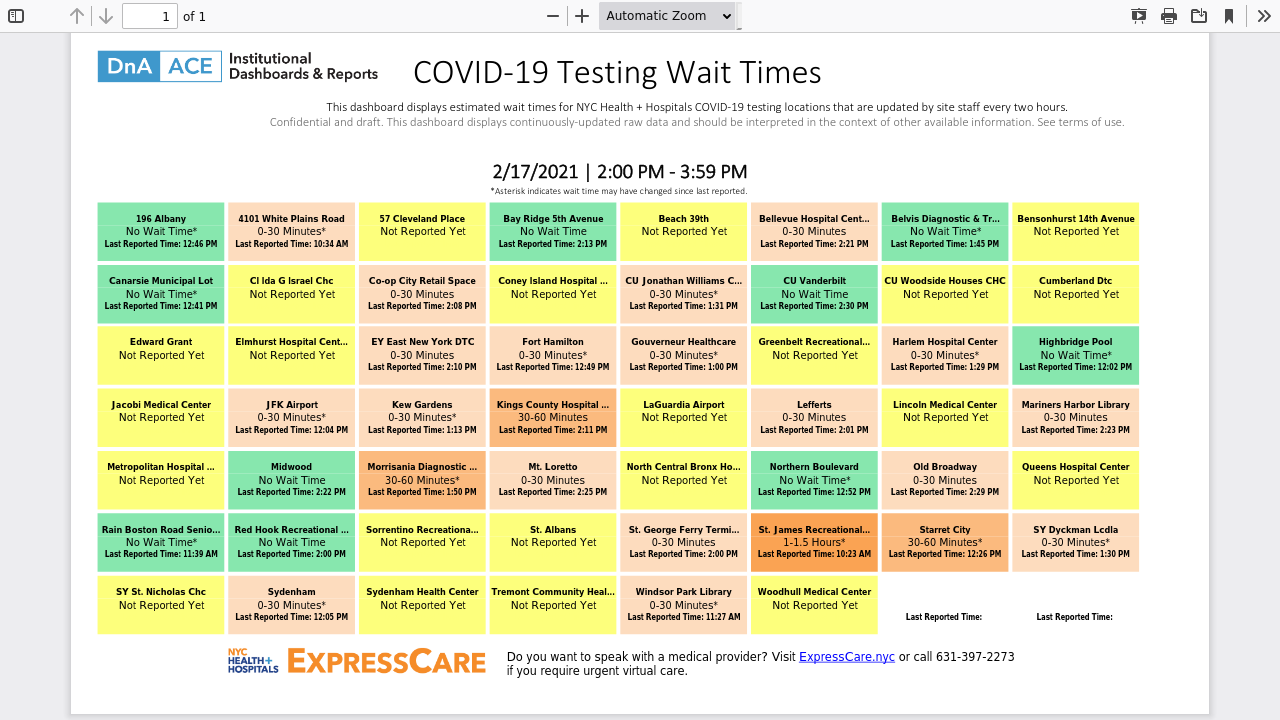 1 of 1
Automatic Zoom
DnA ACE Institutional Dashboards & Reports
COVID-19 Testing Wait Times
This dashboard displays estimated wait times for NYC Health + Hospitals COVID-19 testing locations that are updated by site staff every two hours.
Confidential and draft. This dashboard displays continuously-updated raw data and should be interpreted in the context of other available information. See terms of use.
2/17/2021 | 2:00 PM - 3:59 PM
*Asterisk indicates wait time may have changed since last reported.
196 Albany
No Wait Time*
Last Reported Time: 12:46 PM
4101 White Plains Road
0-30 Minutes*
Last Reported Time: 10:34 AM
57 Cleveland Place
Not Reported Yet
Bay Ridge 5th Avenue
No Wait Time
Last Reported Time: 2:13 PM
Beach 39th
Not Reported Yet
Bellevue Hospital Cent...
0-30 Minutes
Last Reported Time: 2:21 PM
Belvis Diagnostic & Tr...
No Wait Time*
Last Reported Time: 1:45 PM
Bensonhurst 14th Avenue
Not Reported Yet
Canarsie Municipal Lot
No Wait Time*
Last Reported Time: 12:41 PM
Cl Ida G Israel Chc
Not Reported Yet
Co-op City Retail Space
0-30 Minutes
Last Reported Time: 2:08 PM
Coney Island Hospital ...
Not Reported Yet
CU Jonathan Williams C...
0-30 Minutes*
Last Reported Time: 1:31 PM
CU Vanderbilt
No Wait Time
Last Reported Time: 2:30 PM
CU Woodside Houses CHC
Not Reported Yet
Cumberland Dtc
Not Reported Yet
Edward Grant
Not Reported Yet
Elmhurst Hospital Cent...
Not Reported Yet
EY East New York DTC
0-30 Minutes
Last Reported Time: 2:10 PM
Fort Hamilton
0-30 Minutes*
Last Reported Time: 12:49 PM
Gouverneur Healthcare
0-30 Minutes*
Last Reported Time: 1:00 PM
Greenbelt Recreational...
Not Reported Yet
Harlem Hospital Center
0-30 Minutes*
Last Reported Time: 1:29 PM
Highbridge Pool
No Wait Time*
Last Reported Time: 12:02 PM
Jacobi Medical Center
Not Reported Yet
JFK Airport
0-30 Minutes*
Last Reported Time: 12:04 PM
Kew Gardens
0-30 Minutes*
Last Reported Time: 1:13 PM
Kings County Hospital ...
30-60 Minutes
Last Reported Time: 2:11 PM
LaGuardia Airport
Not Reported Yet
Lefferts
0-30 Minutes
Last Reported Time: 2:01 PM
Lincoln Medical Center
Not Reported Yet
Mariners Harbor Library
0-30 Minutes
Last Reported Time: 2:23 PM
Metropolitan Hospital ...
Not Reported Yet
Midwood
No Wait Time
Last Reported Time: 2:22 PM
Morrisania Diagnostic ...
30-60 Minutes*
Last Reported Time: 1:50 PM
Mt. Loretto
0-30 Minutes
Last Reported Time: 2:25 PM
North Central Bronx Ho...
Not Reported Yet
Northern Boulevard
No Wait Time*
Last Reported Time: 12:52 PM
Old Broadway
0-30 Minutes
Last Reported Time: 2:29 PM
Queens Hospital Center
Not Reported Yet
Rain Boston Road Senio...
No Wait Time*
Last Reported Time: 11:39 AM
Red Hook Recreational ...
No Wait Time
Last Reported Time: 2:00 PM
Sorrentino Recreationa...
Not Reported Yet
St. Albans
Not Reported Yet
St. George Ferry Termi...
0-30 Minutes
Last Reported Time: 2:00 PM
St. James Recreational...
1-1.5 Hours*
Last Reported Time: 10:23 AM
Starret City
30-60 Minutes*
Last Reported Time: 12:26 PM
SY Dyckman Lcdla
0-30 Minutes*
Last Reported Time: 1:30 PM
SY St. Nicholas Chc
Not Reported Yet
Sydenham
0-30 Minutes*
Last Reported Time: 12:05 PM
Sydenham Health Center
Not Reported Yet
Tremont Community Heal...
Not Reported Yet
Windsor Park Library
0-30 Minutes*
Last Reported Time: 11:27 AM
Woodhull Medical Center
Not Reported Yet
Last Reported Time:
Last Reported Time:
NYC HEALTH+ HOSPITALS
EXPRESSCARE
Do you want to speak with a medical provider? Visit ExpressCare.nyc or call 631-397-2273
if you require urgent virtual care.